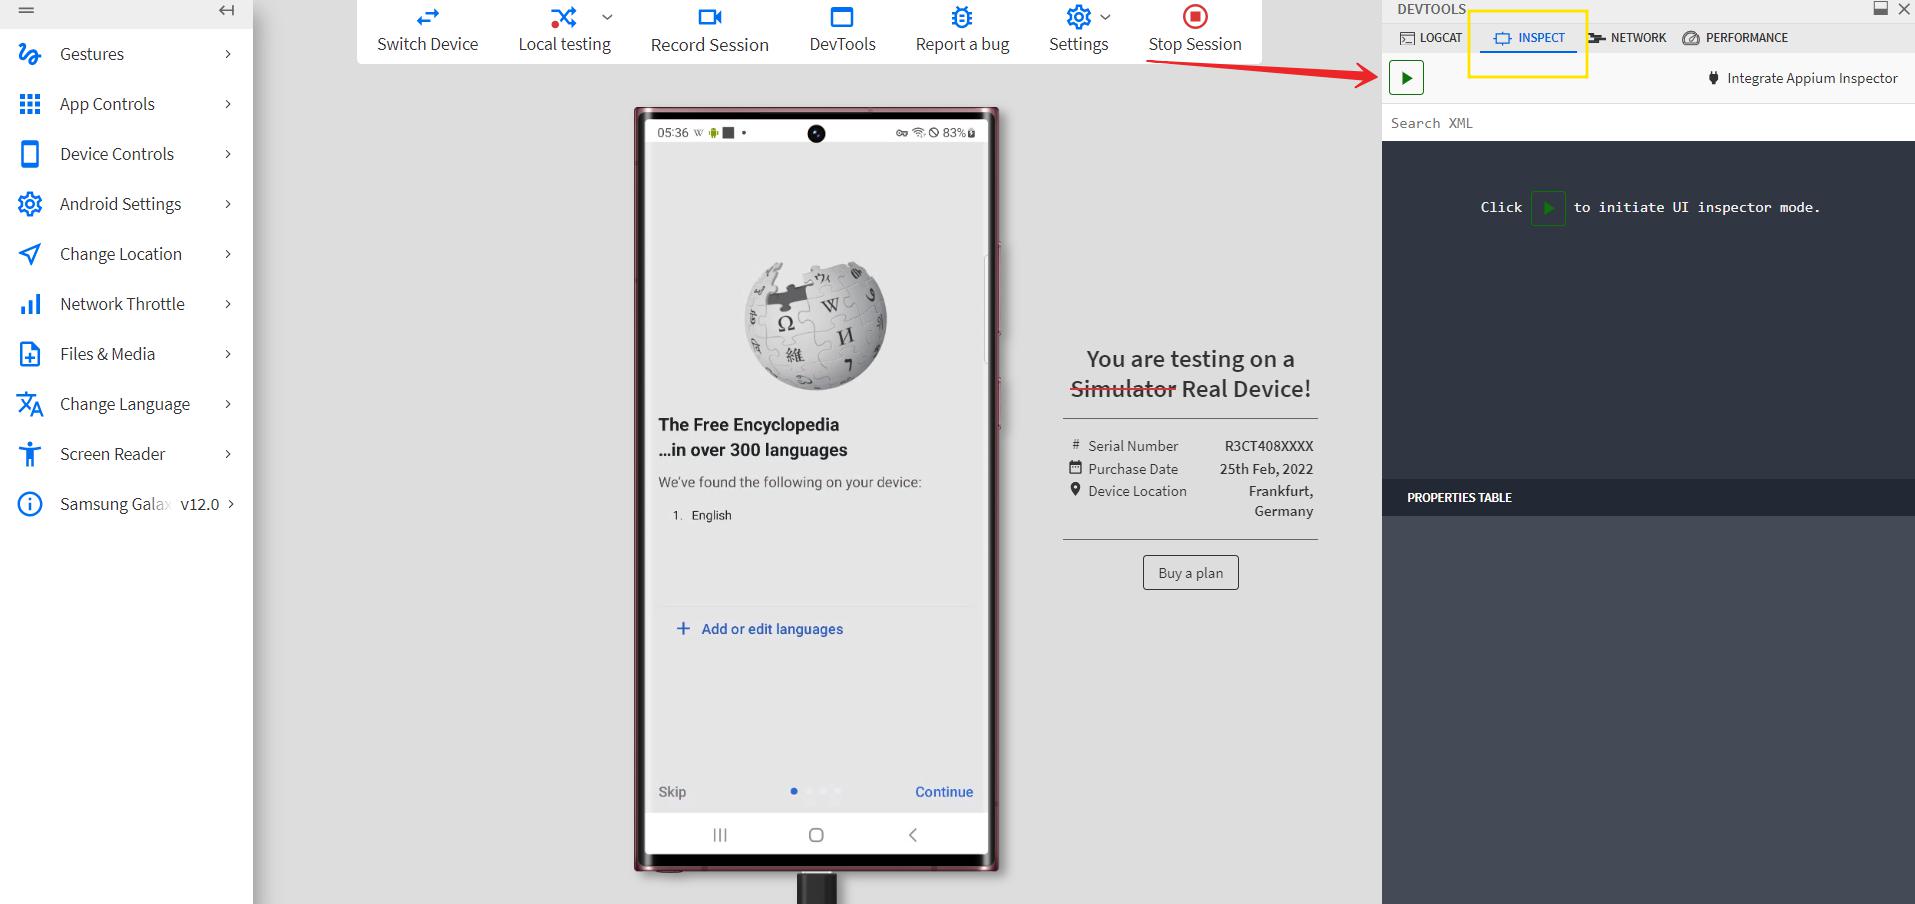 Gestures
App Controls
Device Controls
Android Settings
Change Location
Network Throttle
Files & Media
Change Language
Screen Reader
Samsung Galax v12.0
Switch Device
Local testing
Record Session
DevTools
Report a bug
Settings
Stop Session
05:36 W 83%
Ω W И
維
The Free Encyclopedia
...in over 300 languages
We've found the following on your device:
1. English
+ Add or edit languages
Skip
Continue
You are testing on a
Simulator Real Device!
# Serial Number R3CT408XXXX
Purchase Date 25th Feb, 2022
Device Location Frankfurt,
Germany
Buy a plan
DEVTOOLS
LOGCAT INSPECT NETWORK PERFORMANCE
Integrate Appium Inspector
Search XML
Click to initiate UI inspector mode.
PROPERTIES TABLE